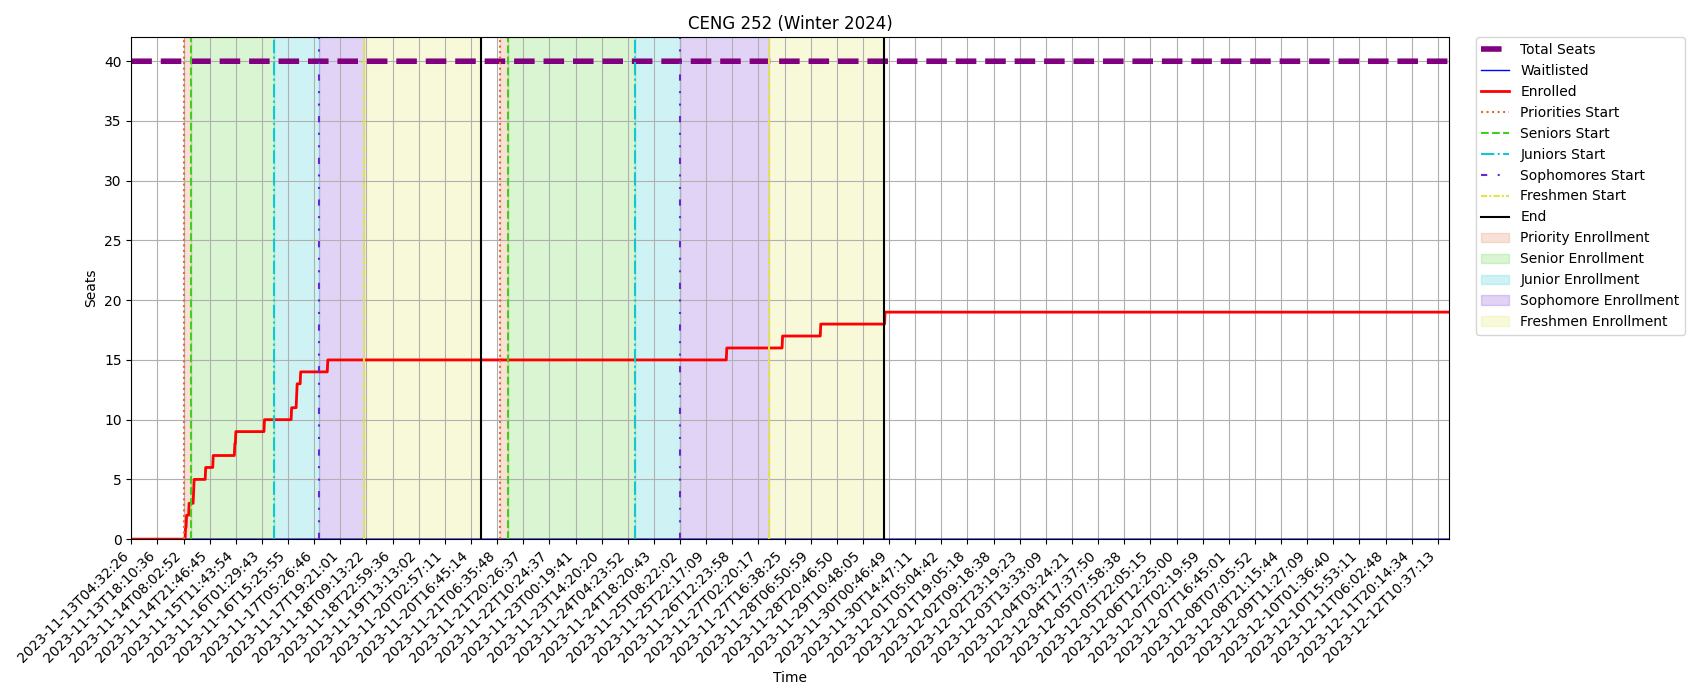 CENG 252 (Winter 2024)
Seats
40
35
30
25
20
15
10
5
0
2023-11-13T04:32:26
2023-11-13T18:10:36
2023-11-14T08:02:52
2023-11-14T21:46:45
2023-11-15T11:43:54
2023-11-16T01:29:43
2023-11-16T15:25:55
2023-11-17T05:26:46
2023-11-17T19:21:01
2023-11-18T09:13:22
2023-11-18T22:59:36
2023-11-19T13:13:02
2023-11-20T02:57:11
2023-11-20T16:45:14
2023-11-21T06:35:48
2023-11-21T20:26:37
2023-11-22T10:24:37
2023-11-23T00:19:41
2023-11-23T14:20:20
2023-11-24T04:23:52
2023-11-24T18:20:43
2023-11-25T08:22:02
2023-11-25T22:17:09
2023-11-26T12:23:58
2023-11-27T02:20:17
2023-11-27T16:38:25
2023-11-28T06:50:59
2023-11-28T20:46:50
2023-11-29T10:48:05
2023-11-30T00:46:49
2023-11-30T14:47:11
2023-12-01T05:04:42
2023-12-01T19:05:18
2023-12-02T09:18:38
2023-12-02T23:19:23
2023-12-03T13:33:09
2023-12-04T03:24:21
2023-12-04T17:37:50
2023-12-05T07:58:38
2023-12-05T22:05:15
2023-12-06T12:25:00
2023-12-07T02:19:59
2023-12-07T16:45:01
2023-12-08T07:05:52
2023-12-08T21:15:44
2023-12-09T11:27:09
2023-12-10T01:36:40
2023-12-10T15:53:11
2023-12-11T06:02:48
2023-12-11T20:14:34
2023-12-12T10:37:13
Time
Total Seats
Waitlisted
Enrolled
Priorities Start
Seniors Start
Juniors Start
Sophomores Start
Freshmen Start
End
Priority Enrollment
Senior Enrollment
Junior Enrollment
Sophomore Enrollment
Freshmen Enrollment